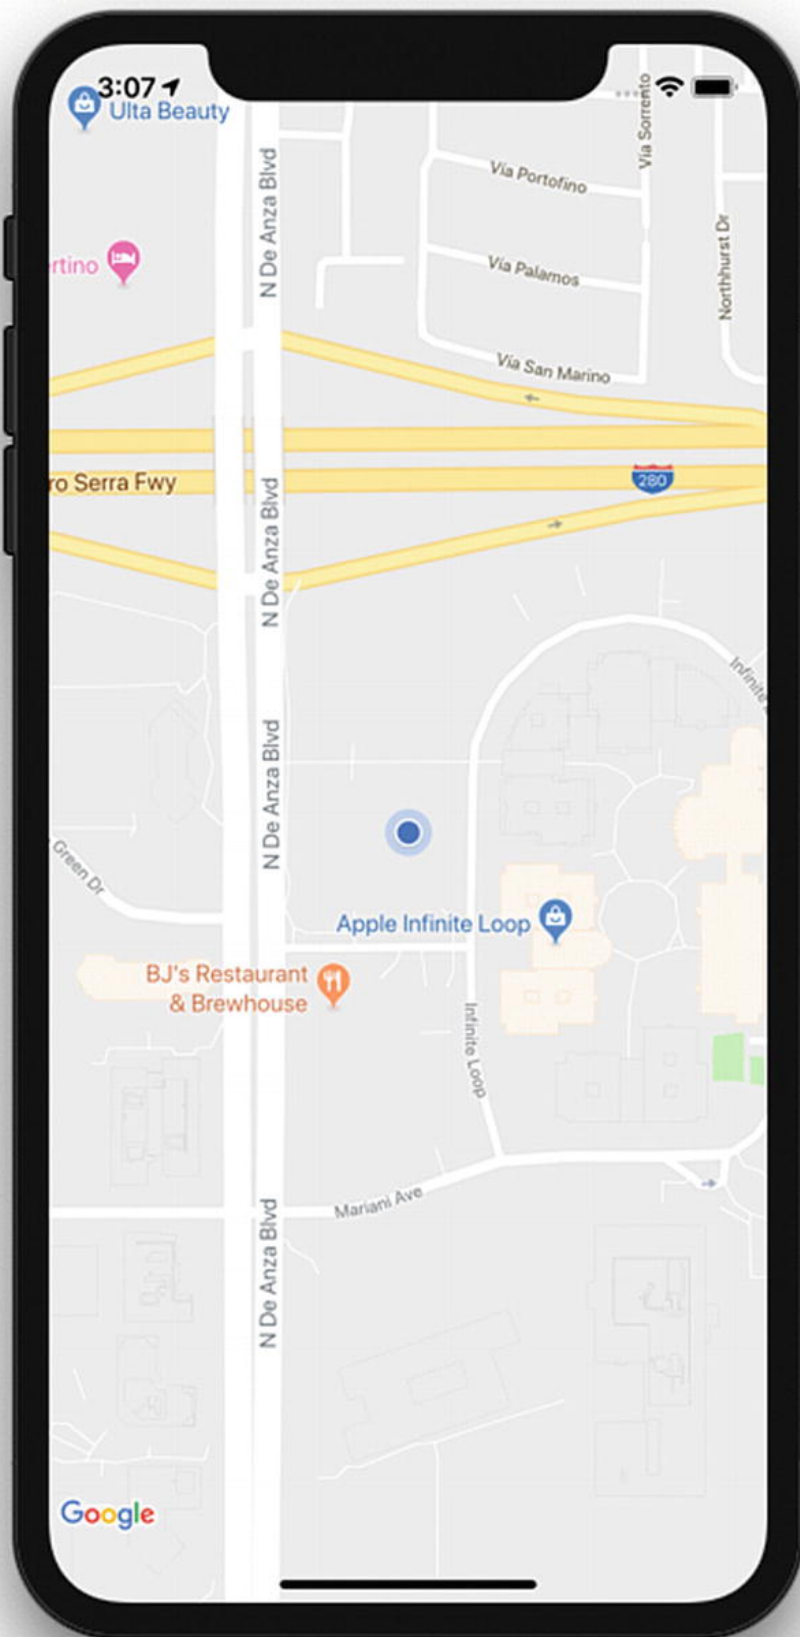 3:07
Ulta Beauty
N De Anza Blvd
Via Sorrento
Via Portofino
Northhurst Dr
rtino
Via Palamos
Via San Marino
ro Serra Fwy
280
N De Anza Blvd
Infinite
N De Anza Blvd
Green Dr
Apple Infinite Loop
BJ's Restaurant
& Brewhouse
Infinite Loop
Mariani Ave
N De Anza Blvd
Google